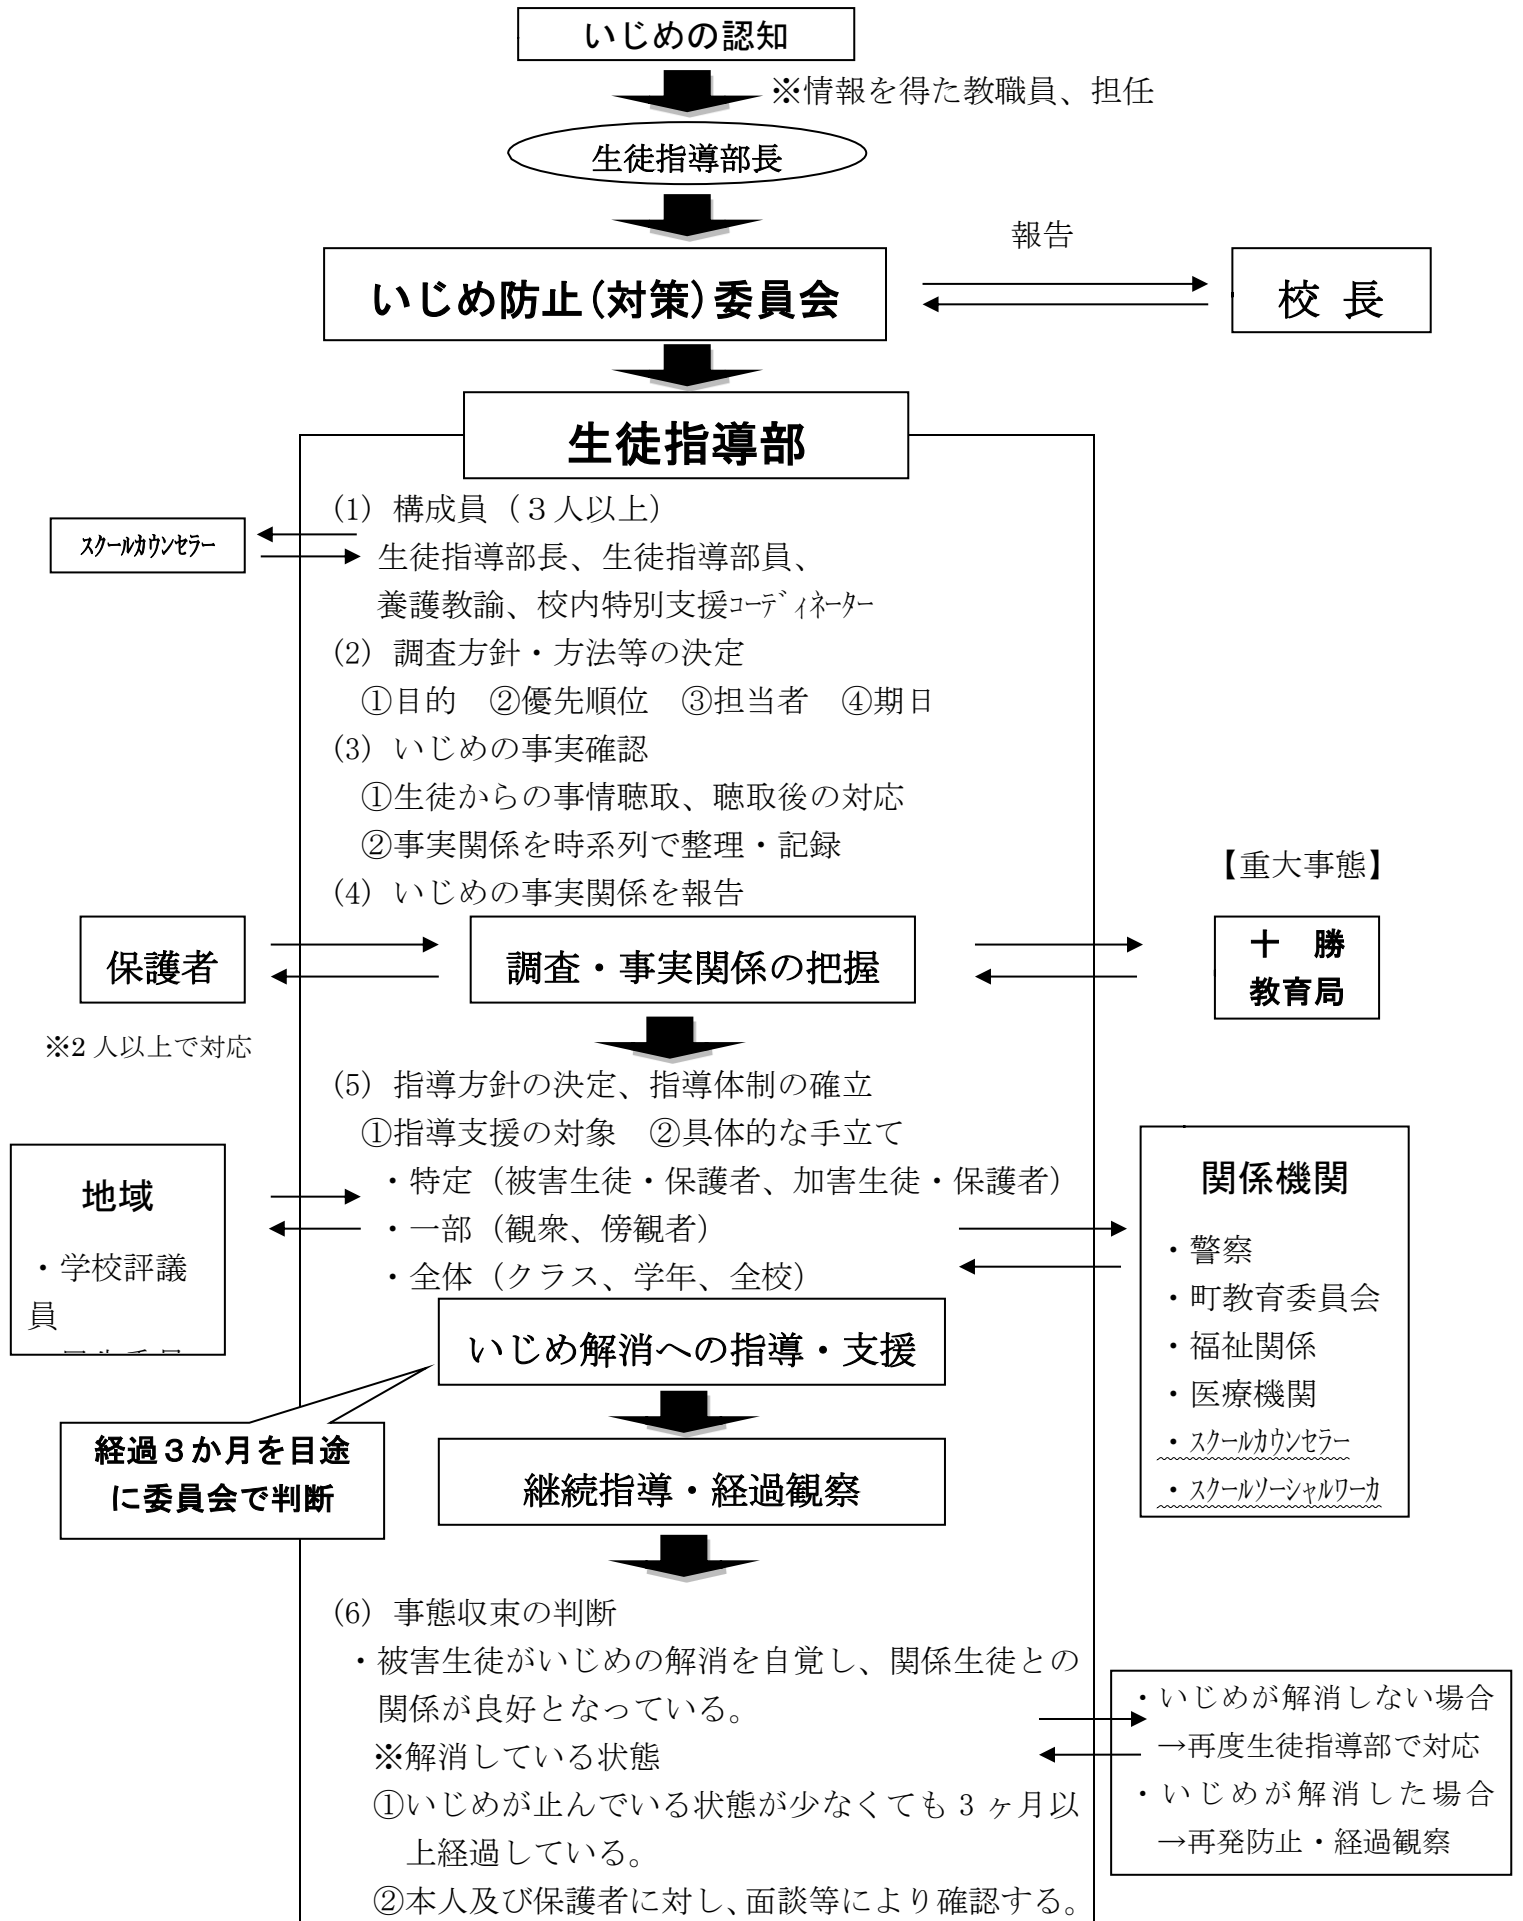 いじめの認知
※情報を得た教職員、担任
生徒指導部長
報告
いじめ防止(対策)委員会
校 長
生徒指導部
(1) 構成員（３人以上）
スクールカウンセラー
生徒指導部長、生徒指導部員、
養護教諭、校内特別支援ｺｰﾃﾞｨﾈｰﾀｰ
(2) 調査方針・方法等の決定
①目的　②優先順位　③担当者　④期日
(3) いじめの事実確認
①生徒からの事情聴取、聴取後の対応
②事実関係を時系列で整理・記録
【重大事態】
(4) いじめの事実関係を報告
保護者
調査・事実関係の把握
十　勝
教育局
※2 人以上で対応
(5) 指導方針の決定、指導体制の確立
①指導支援の対象　②具体的な手立て
・特定（被害生徒・保護者、加害生徒・保護者）
・一部（観衆、傍観者）
・全体（クラス、学年、全校）
地域
・学校評議
員
関係機関
・警察
・町教育委員会
・福祉関係
・医療機関
・スクールカウンセラー
・スクールソーシャルワーカ
いじめ解消への指導・支援
経過３か月を目途
に委員会で判断
継続指導・経過観察
(6) 事態収束の判断
・被害生徒がいじめの解消を自覚し、関係生徒との
関係が良好となっている。
※解消している状態
①いじめが止んでいる状態が少なくても 3 ヶ月以
上経過している。
②本人及び保護者に対し、面談等により確認する。
・いじめが解消しない場合
→再度生徒指導部で対応
・いじめが解消した場合
→再発防止・経過観察